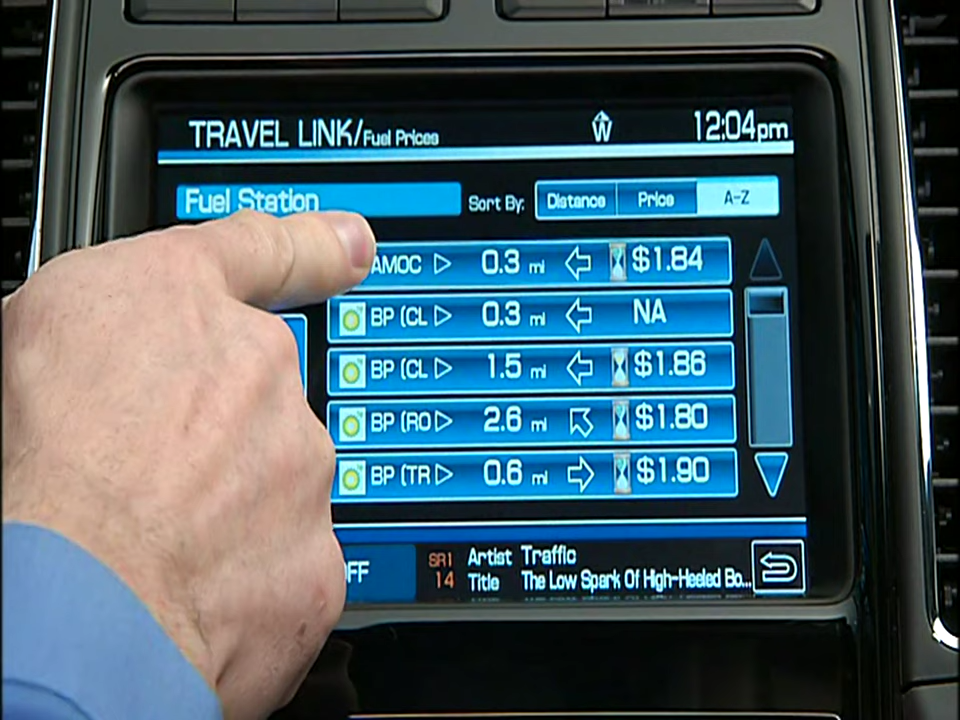 TRAVEL LINK/Fuel Prices W 12:04pm
Fuel Station Sort By: Distance Price A-Z
AMOC 0.3 mi $1.84
BP (CL 0.3 mi NA
BP (CL 1.5 mi $1.86
BP (RO 2.6 mi $1.80
BP (TR 0.6 mi $1.90
FF SR1 Artist Traffic
14 Title The Low Spark Of High-Heeled Bo...